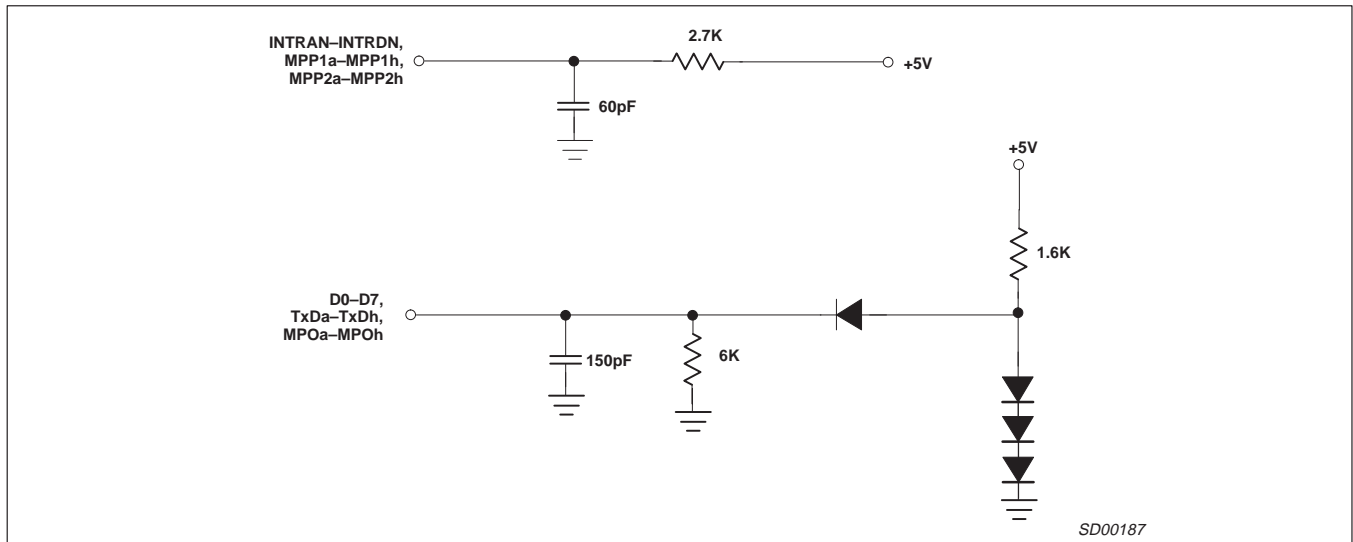 INTRAN–INTRDN,
MPP1a–MPP1h,
MPP2a–MPP2h
2.7K
+5V
60pF
+5V
1.6K
D0–D7,
TxDa–TxDh,
MPOa–MPOh
150pF
6K
SD00187